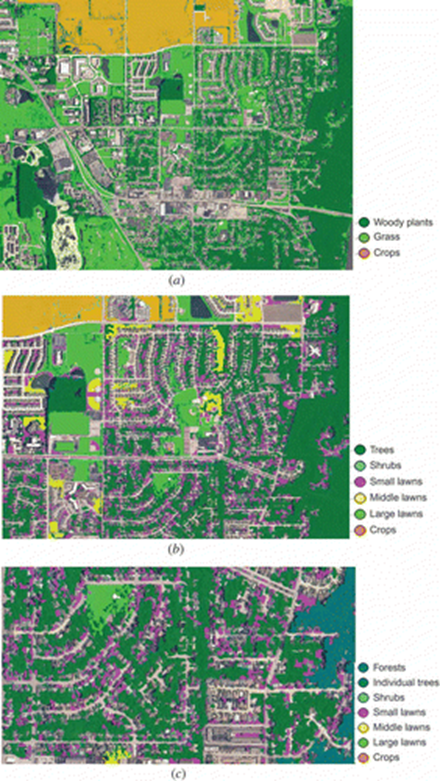 Woody plants
Grass
Crops
(a)
Trees
Shrubs
Small lawns
Middle lawns
Large lawns
Crops
(b)
Forests
Individual trees
Shrubs
Small lawns
Middle lawns
Large lawns
Crops
(c)